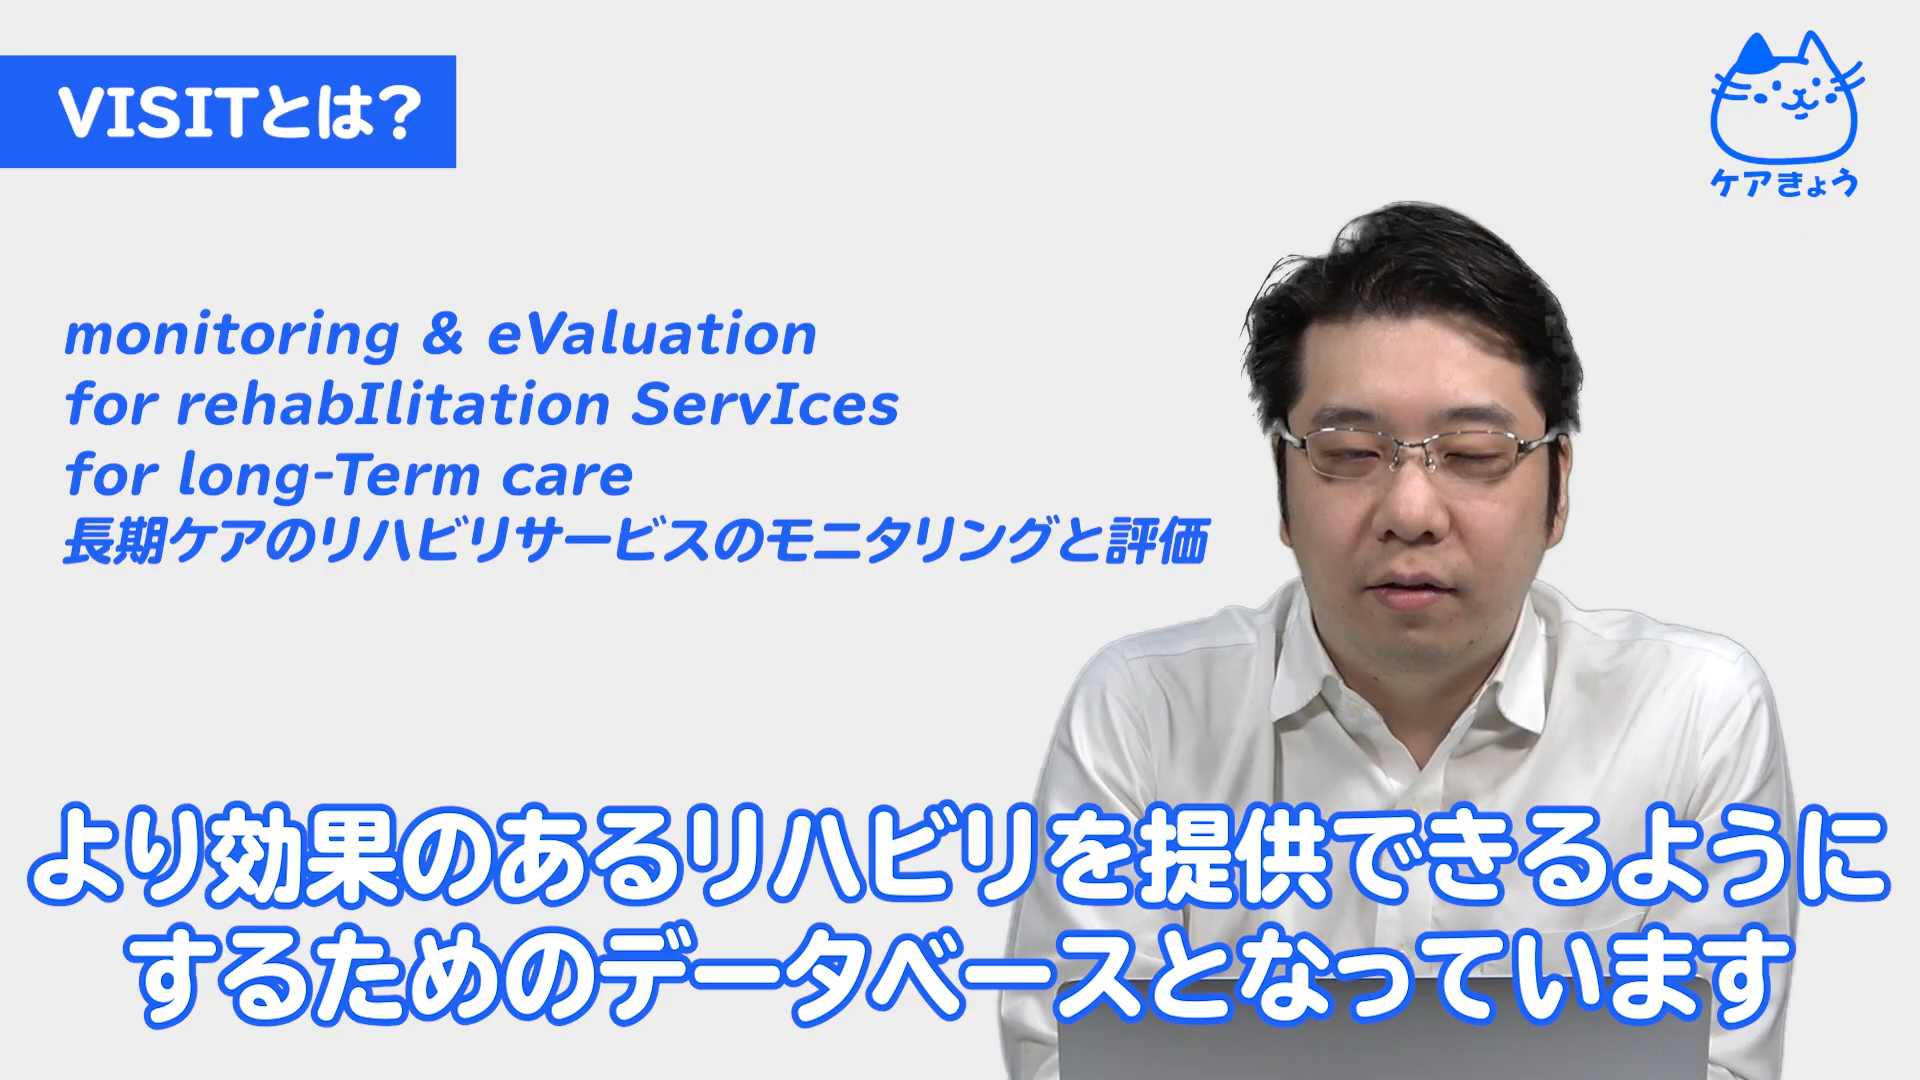 VISITとは?
ケアきょう
monitoring & eValuation
for rehabIlitation ServIces
for long-Term care
長期ケアのリハビリサービスのモニタリングと評価
より効果のあるリハビリを提供できるように
するためのデータベースとなっています